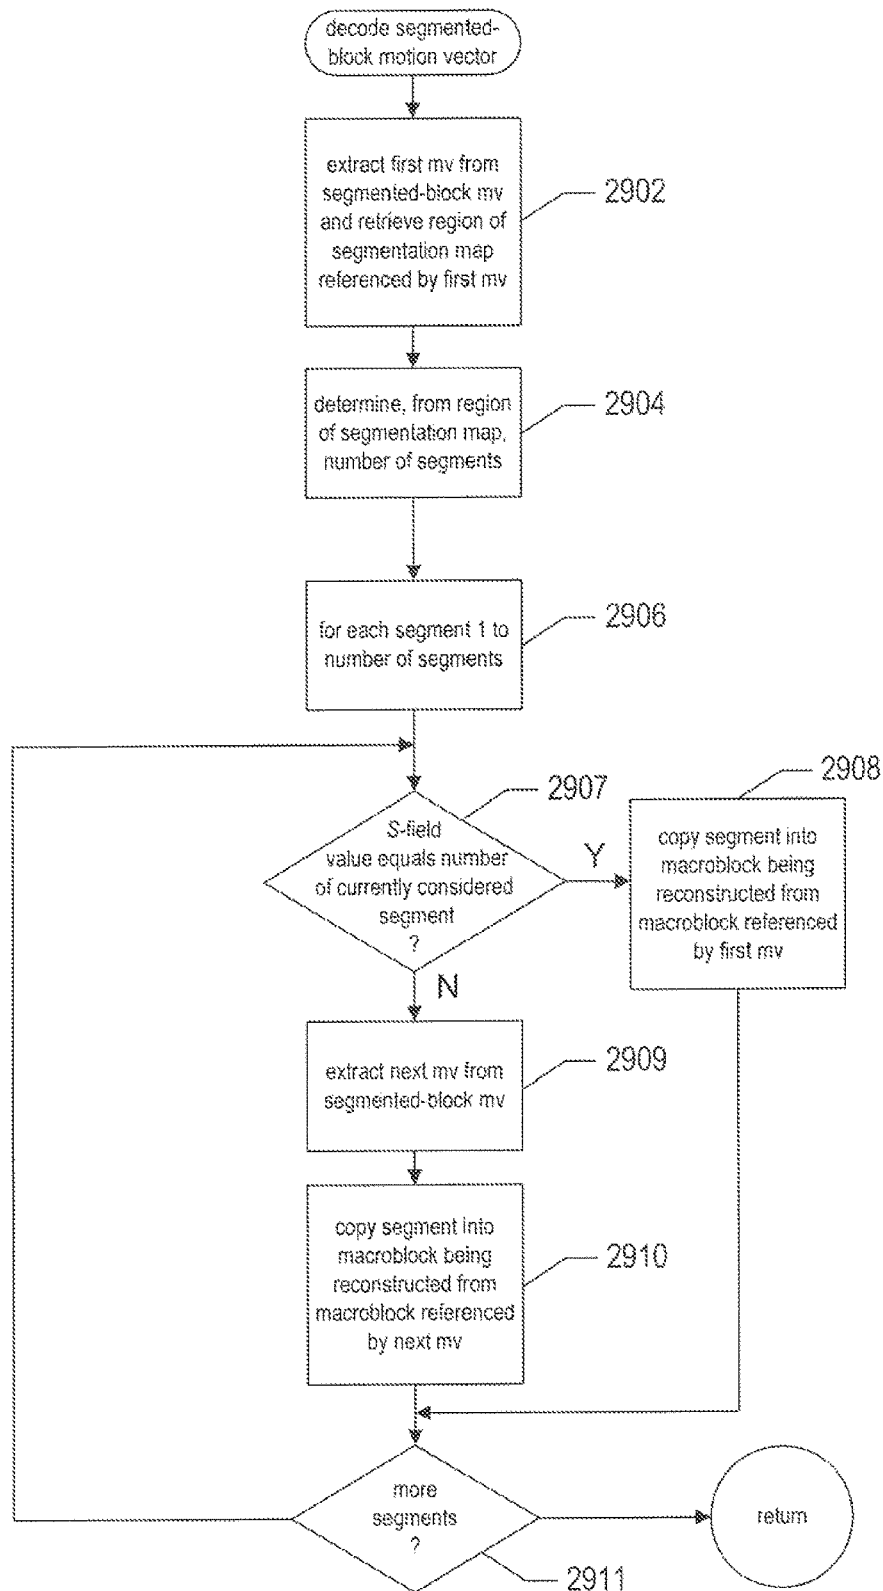 decode segmented-
block motion vector
extract first mv from
segmented-block mv
and retrieve region of
segmentation map
referenced by first mv
2902
determine, from region
of segmentation map,
number of segments
2904
for each segment 1 to
number of segments
2906
S-field
value equals number
of currently considered
segment
?
2907
Y
N
copy segment into
macroblock being
reconstructed from
macroblock referenced
by first mv
2908
extract next mv from
segmented-block mv
2909
copy segment into
macroblock being
reconstructed from
macroblock referenced
by next mv
2910
more
segments
?
2911
return